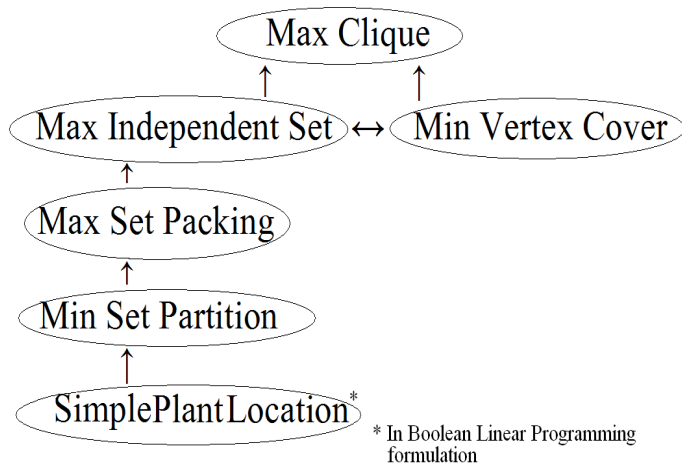 Max Clique
Max Independent Set
Min Vertex Cover
Max Set Packing
Min Set Partition
SimplePlantLocation*
* In Boolean Linear Programming
formulation